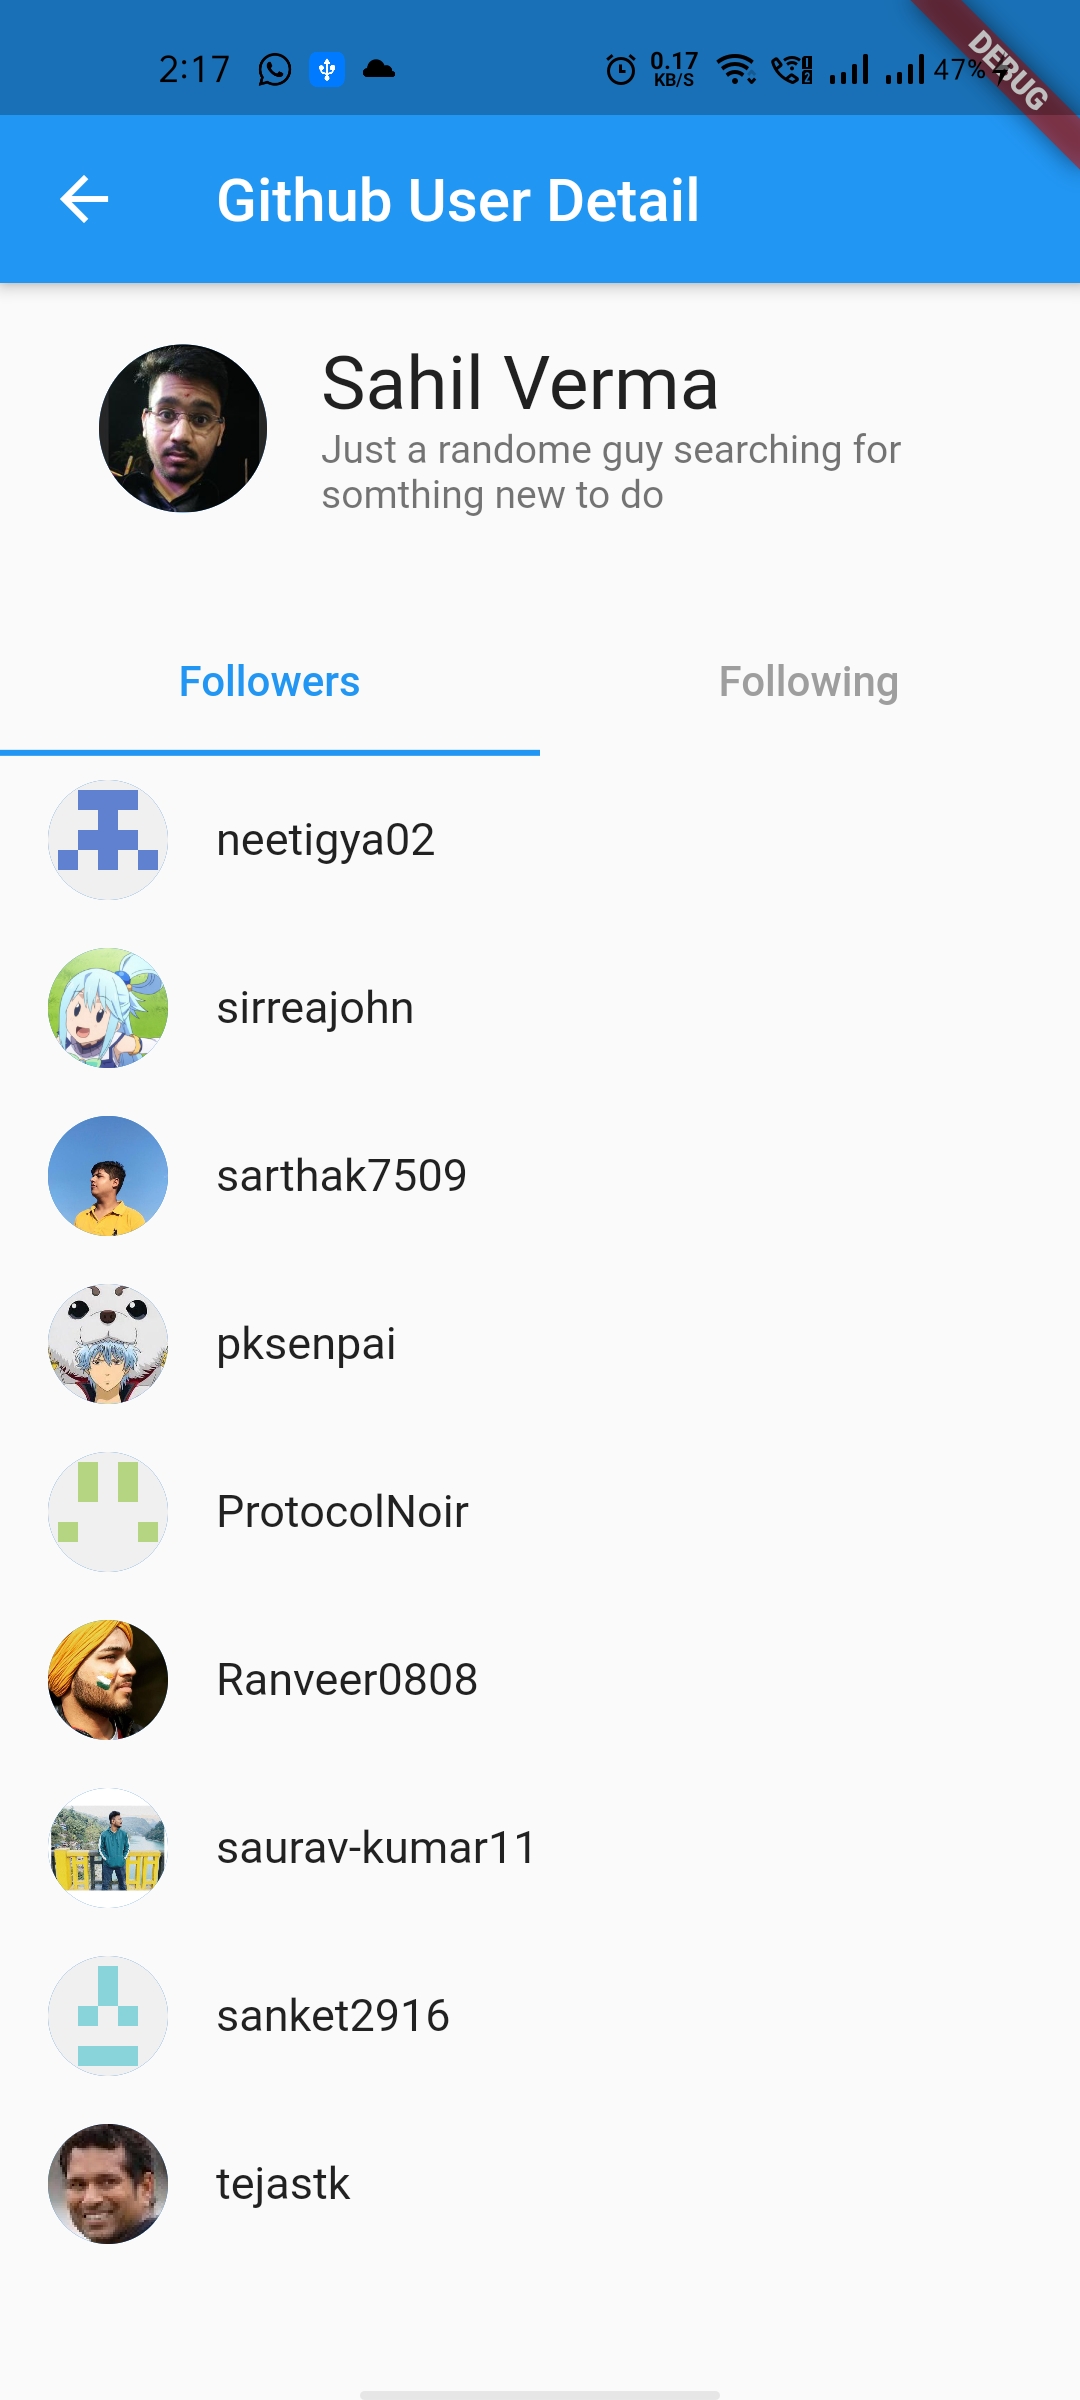 2:17
0.17
KB/S
47%
DEBUG
Github User Detail
Sahil Verma
Just a randome guy searching for
somthing new to do
Followers
Following
neetigya02
sirreajohn
sarthak7509
pksenpai
ProtocolNoir
Ranveer0808
saurav-kumar11
sanket2916
tejastk